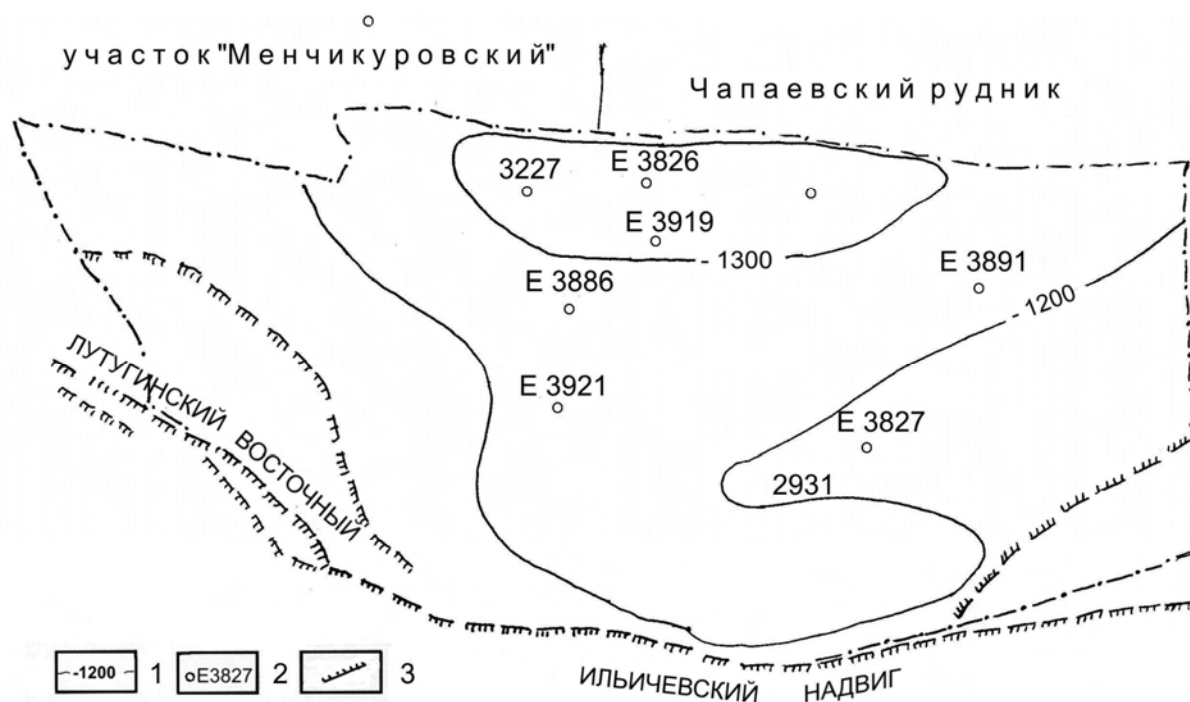 участок "Менчикуровский"
Чапаевский рудник
3227
Е 3826
Е 3919
- 1300
Е 3886
Е 3891
- 1200
Е 3921
Е 3827
2931
ЛУТУГИНСКИЙ ВОСТОЧНЫЙ
ИЛЬИЧЕВСКИЙ НАДВИГ
-1200 1 Е3827 2 3